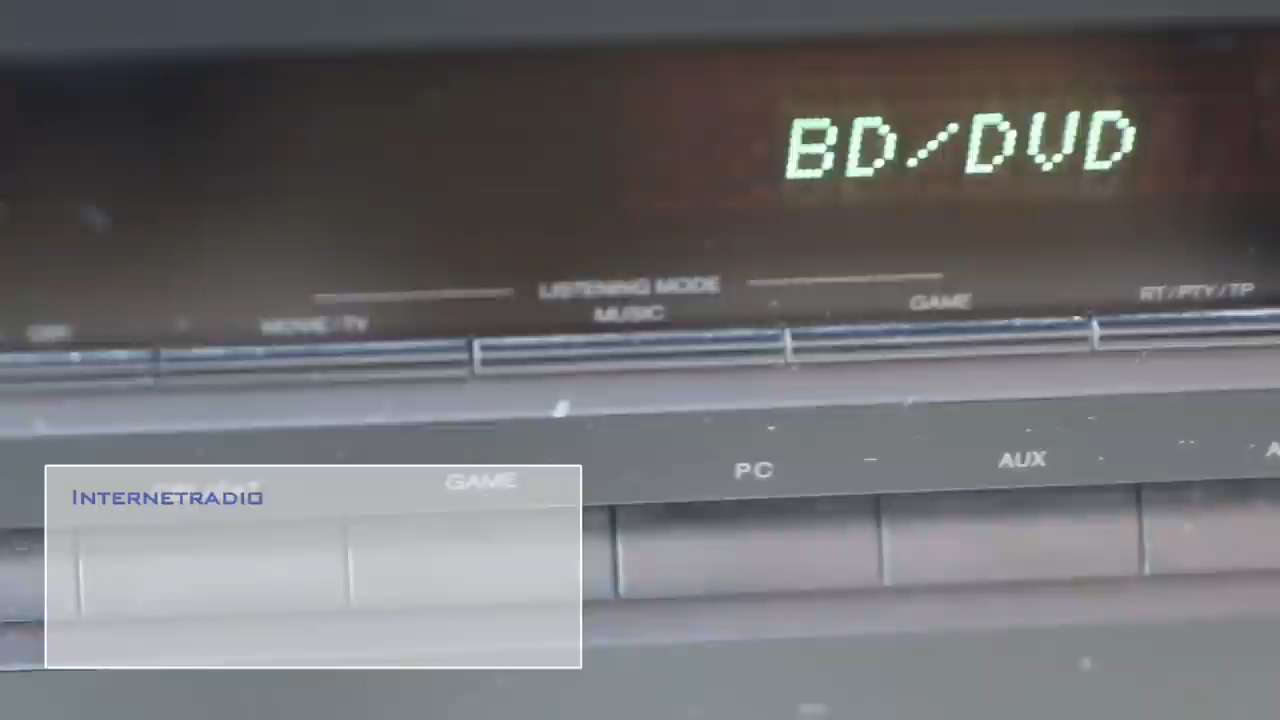 BD/DVD
LISTENING MODE
MOVIE/TV MUSIC GAME RT/PTY/TP
GAME PC AUX
Internetradio